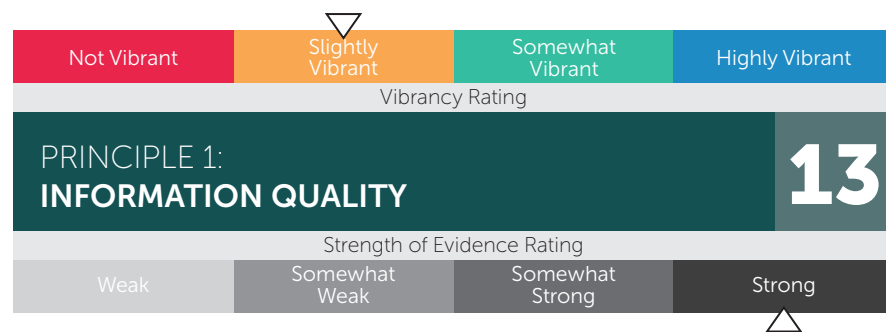 Not Vibrant
Slightly
Vibrant
Somewhat
Vibrant
Highly Vibrant
Vibrancy Rating
PRINCIPLE 1:
INFORMATION QUALITY
13
Strength of Evidence Rating
Weak
Somewhat
Weak
Somewhat
Strong
Strong